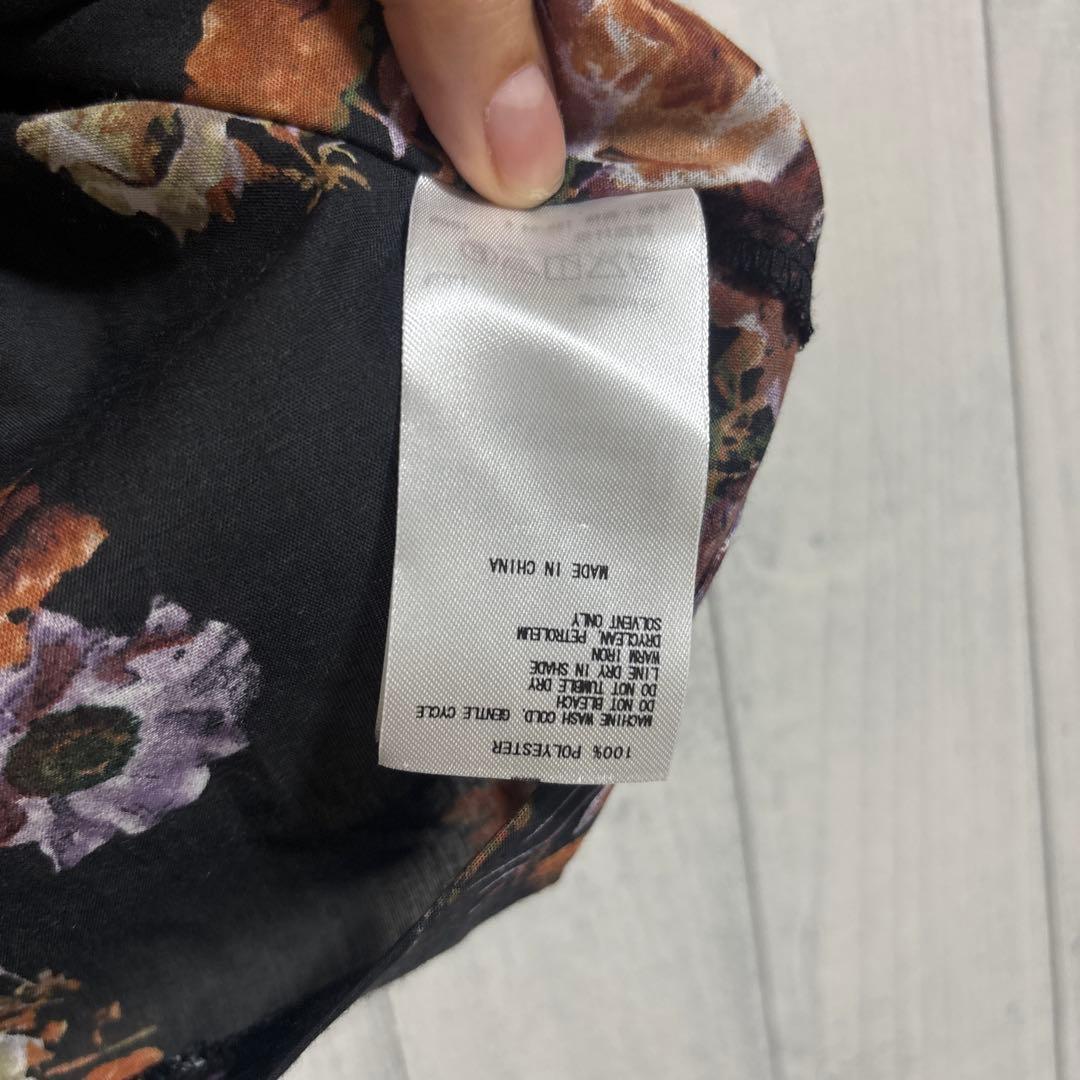 100% POLYESTER
MACHINE WASH COLD, GENTLE CYCLE
DO NOT BLEACH
DO NOT TUMBLE DRY
LINE DRY IN SHADE
WARM IRON
DRYCLEAN, PETROLEUM
SOLVENT ONLY
MADE IN CHINA